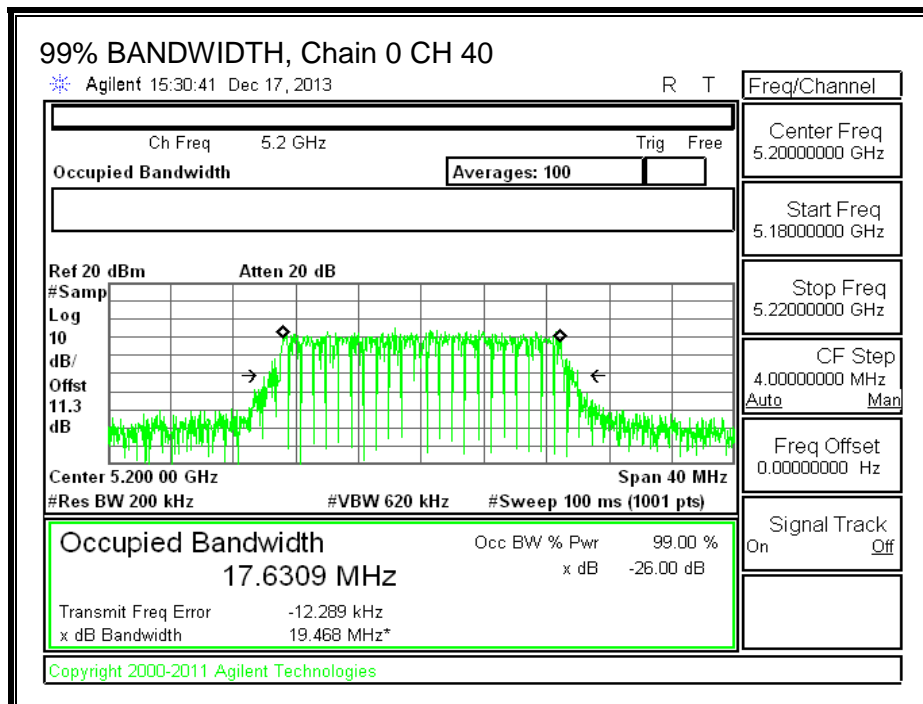 99% BANDWIDTH, Chain 0 CH 40
Agilent 15:30:41 Dec 17, 2013 R T
Freq/Channel
Ch Freq 5.2 GHz Trig Free
Occupied Bandwidth Averages: 100
Center Freq
5.20000000 GHz
Start Freq
5.18000000 GHz
Stop Freq
5.22000000 GHz
CF Step
4.00000000 MHz
Auto Man
Freq Offset
0.00000000 Hz
Signal Track
On Off
Ref 20 dBm Atten 20 dB
#Samp
Log
10
dB/
Offst
11.3
dB
Center 5.200 00 GHz Span 40 MHz
#Res BW 200 kHz #VBW 620 kHz #Sweep 100 ms (1001 pts)
Occupied Bandwidth Occ BW % Pwr 99.00 %
17.6309 MHz x dB -26.00 dB
Transmit Freq Error -12.289 kHz
x dB Bandwidth 19.468 MHz*
Copyright 2000-2011 Agilent Technologies